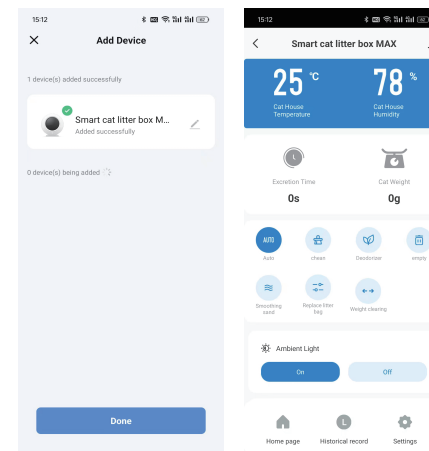 15:12
Add Device
1 device(s) added successfully
Smart cat litter box M...
Added successfully
0 device(s) being added
Done
15:12
Smart cat litter box MAX
25 °C
78 %
Cat House
Temperature
Cat House
Humidity
Excretion Time
Cat Weight
0s
0g
AUTO
Auto
clean
Deodorizer
empty
Smoothing
sand
Replace litter
bag
Weight clearing
Ambient Light
On
Off
Home page
Historical record
Settings